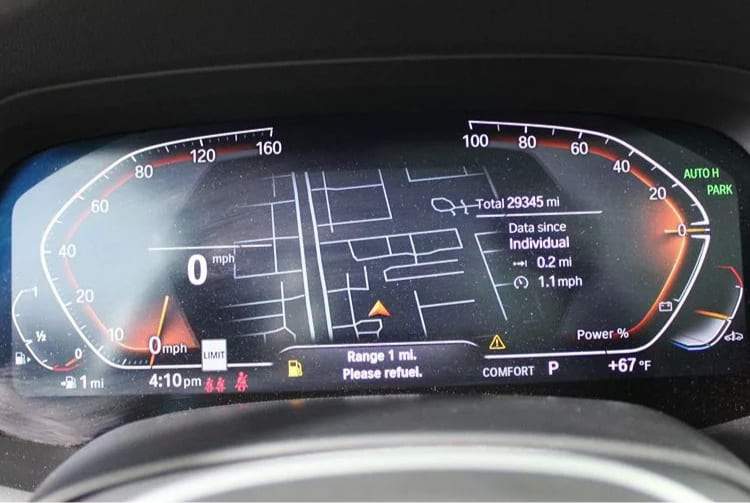 160
120
80
60
40
20
10
0 mph
0 mph
1
½
0
1 mi
4:10 pm
LIMIT
Range 1 mi.
Please refuel.
Total 29345 mi
Data since
Individual
0.2 mi
1.1 mph
100
80
60
40
20
0
Power %
AUTO H
PARK
COMFORT P
+67 °F